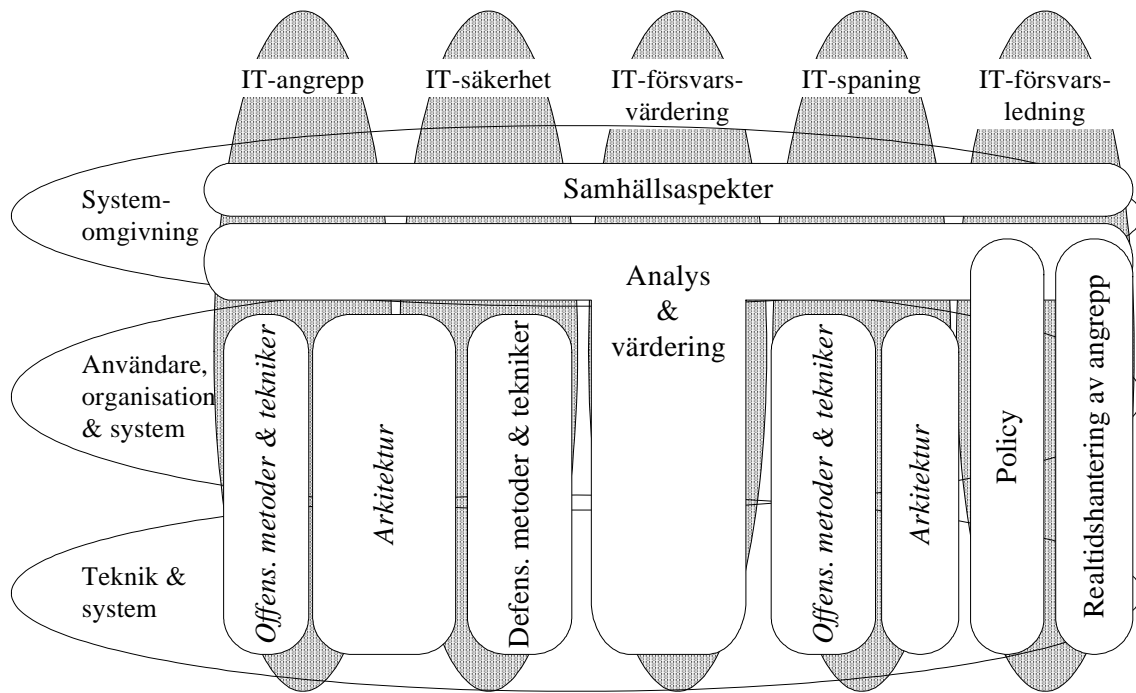 IT-angrepp
IT-säkerhet
IT-försvars-
värdering
IT-spaning
IT-försvars-
ledning
Samhällsaspekter
System-
omgivning
Analys
&
värdering
Användare,
organisation
& system
Teknik &
system
Offens. metoder & tekniker
Arkitektur
Defens. metoder & tekniker
Offens. metoder & tekniker
Arkitektur
Policy
Realtidshantering av angrepp